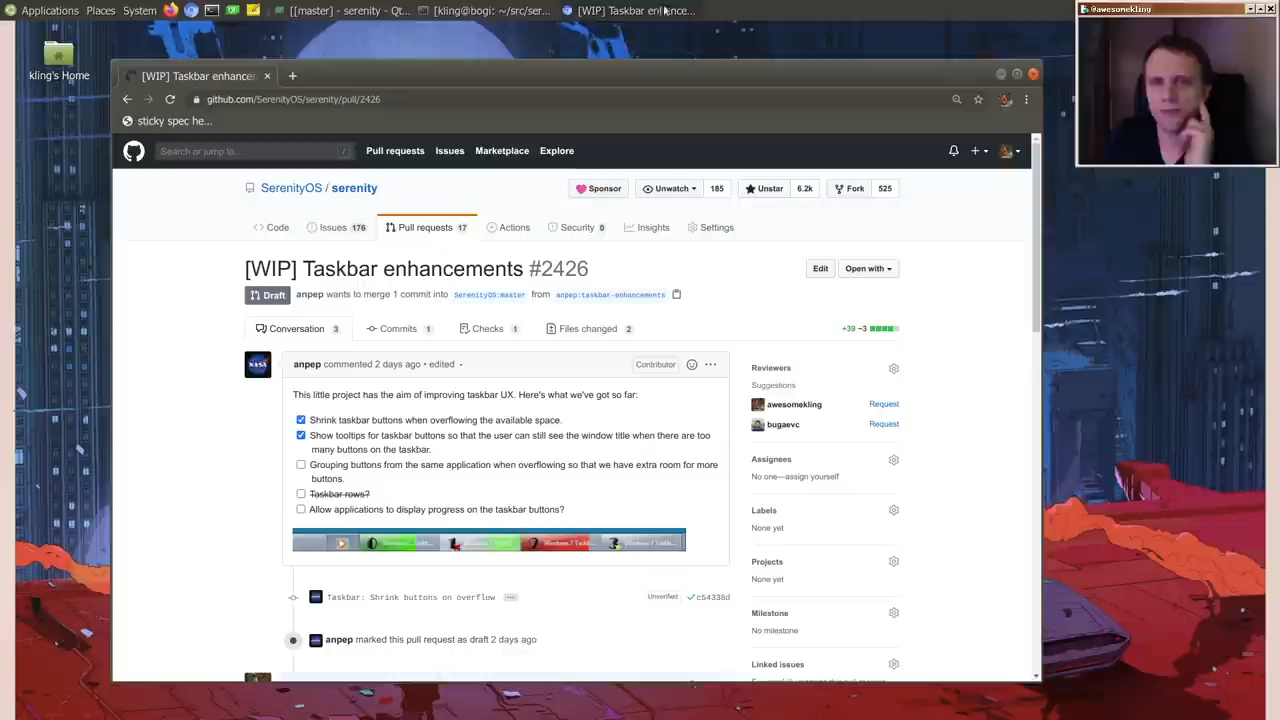 Applications Places System [[master] - serenity - Qt... [kling@bogi: ~/src/ser... [WIP] Taskbar enhance...
@awesomekling
kling's Home
[WIP] Taskbar enhancen
github.com/SerenityOS/serenity/pull/2426
sticky spec he...
Search or jump to... / Pull requests Issues Marketplace Explore
SerenityOS / serenity Sponsor Unwatch 185 Unstar 6.2k Fork 525
Code Issues 176 Pull requests 17 Actions Security 0 Insights Settings
[WIP] Taskbar enhancements #2426 Edit Open with
Draft anpep wants to merge 1 commit into SerenityOS:master from anpep:taskbar-enhancements
Conversation 3 Commits 1 Checks 1 Files changed 2 +39 −3
anpep commented 2 days ago • edited Contributor
This little project has the aim of improving taskbar UX. Here's what we've got so far:
Shrink taskbar buttons when overflowing the available space.
Show tooltips for taskbar buttons so that the user can still see the window title when there are too
many buttons on the taskbar.
Grouping buttons from the same application when overflowing so that we have extra room for more
buttons.
Taskbar rows?
Allow applications to display progress on the taskbar buttons?
Taskbar: Shrink buttons on overflow ... Unverified c54338d
anpep marked this pull request as draft 2 days ago
Reviewers
Suggestions
awesomekling Request
bugaevc Request
Assignees
No one—assign yourself
Labels
None yet
Projects
None yet
Milestone
No milestone
Linked issues